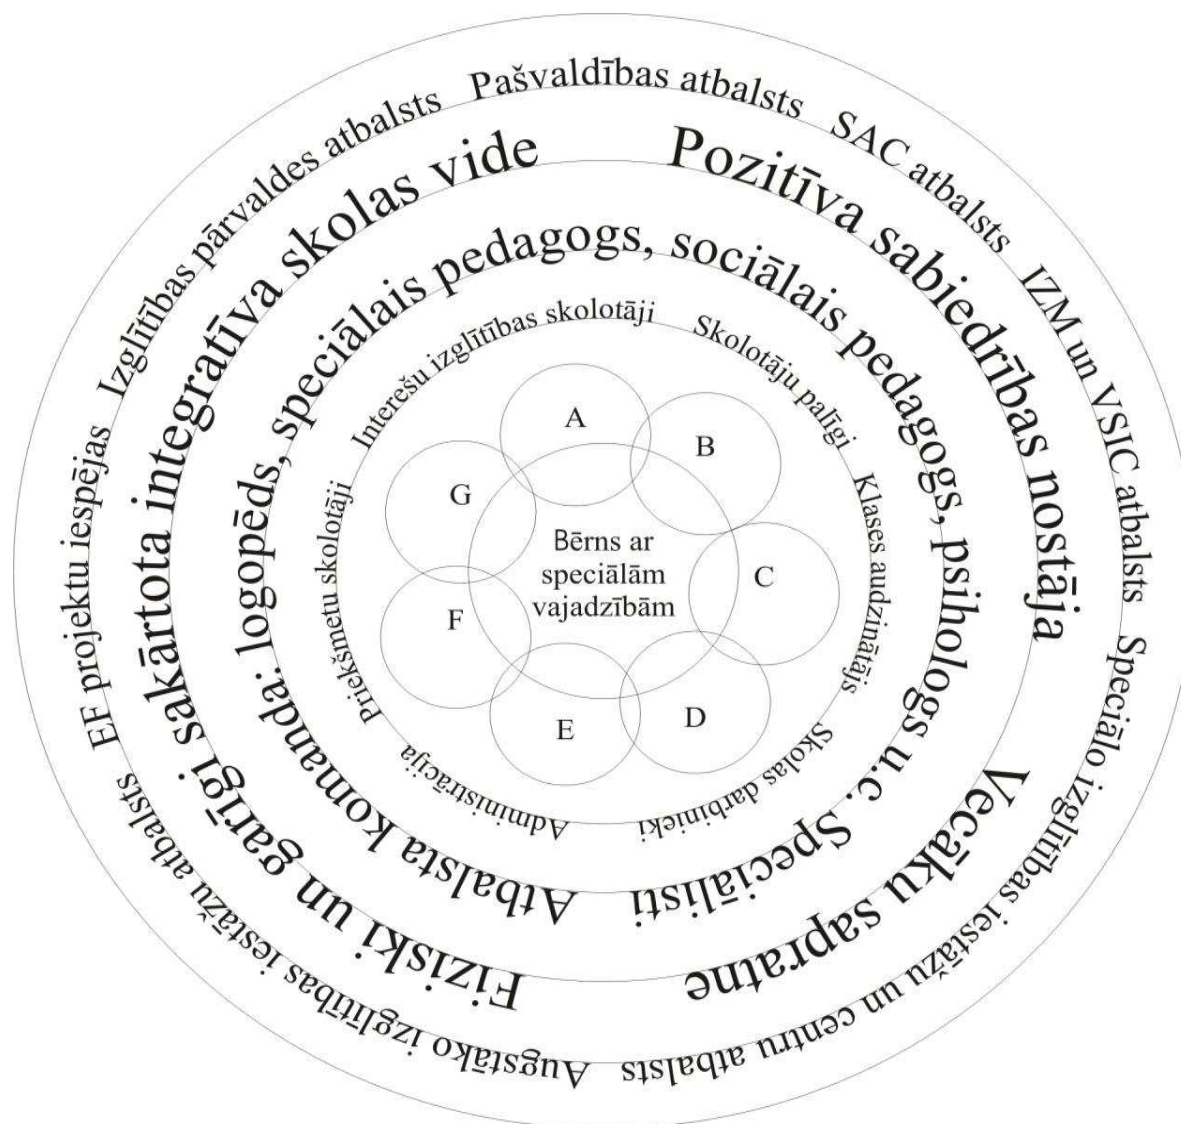 Pašvaldības atbalsts
SAC atbalsts
IZM un VSIC atbalsts
Speciālo izglītības iestāžu un centru atbalsts
Augstāko izglītības iestāžu atbalsts
EF projektu iespējas
Izglītības pārvaldes atbalsts
Pozitīva sabiedrības nostāja
Vecāku sapratne
Fiziski un garīgi sakārtota integratīva skolas vide
Atbalsta komanda: logopēds, speciālais pedagogs, sociālais pedagogs, psihologs u.c. Speciālisti
Interešu izglītības skolotāji
Skolotāju palīgi
Klases audzinātājs
Skolas darbinieki
Administrācija
Priekšmetu skolotāji
A
B
C
D
E
F
G
Bērns ar
speciālām
vajadzībām